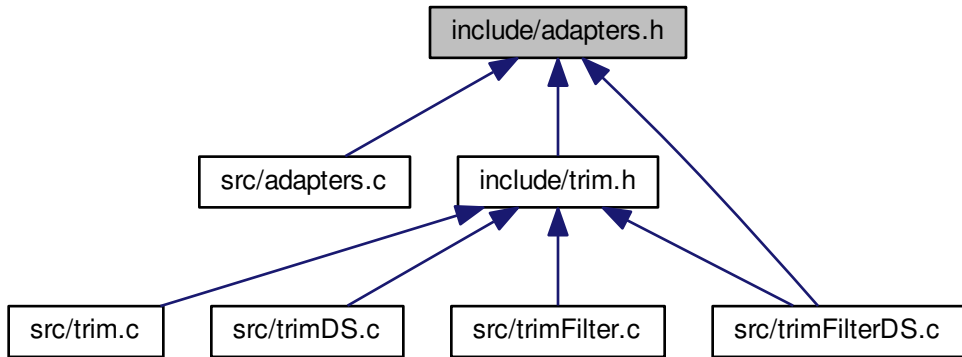 include/adapters.h
src/adapters.c
include/trim.h
src/trim.c
src/trimDS.c
src/trimFilter.c
src/trimFilterDS.c